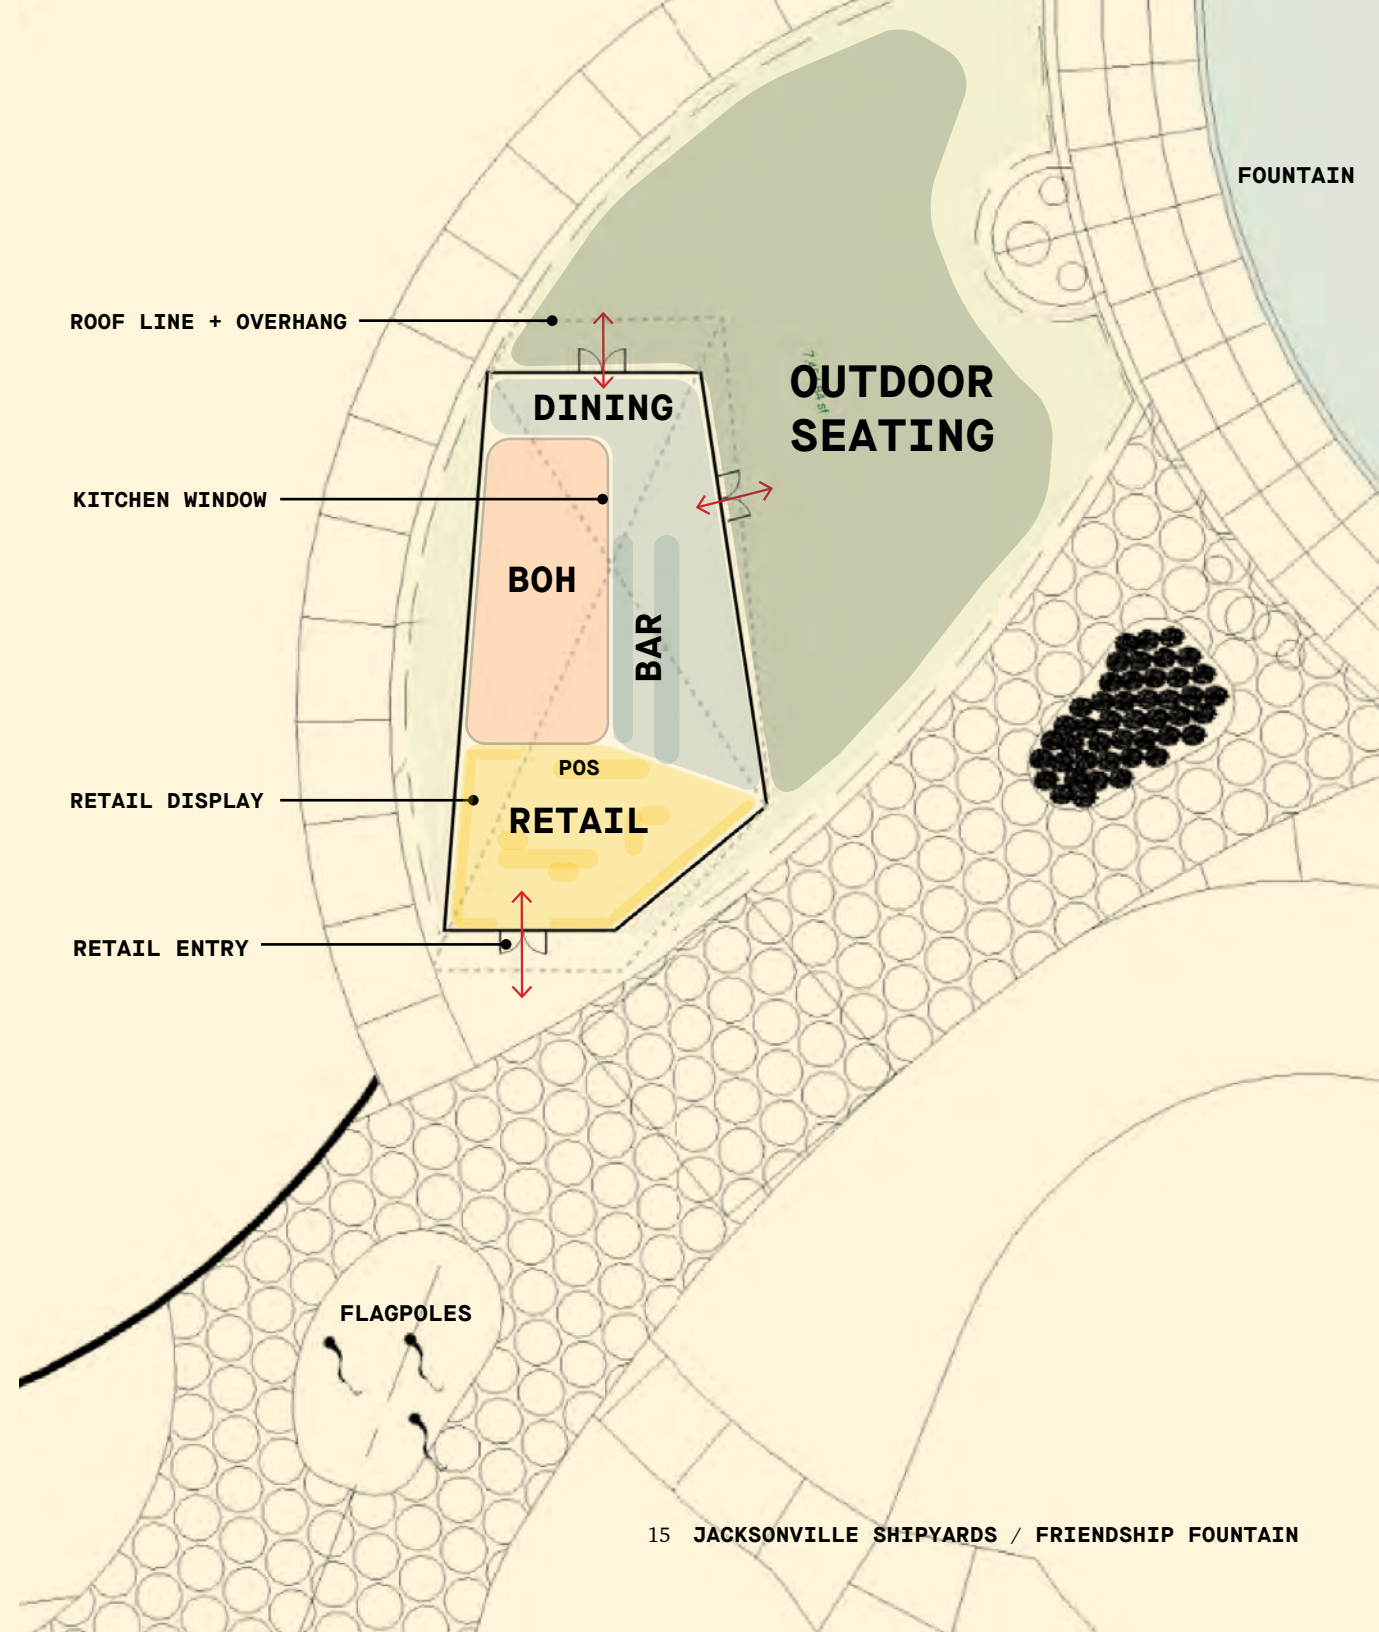 FOUNTAIN
ROOF LINE + OVERHANG
OUTDOOR
SEATING
DINING
KITCHEN WINDOW
BOH
BAR
POS
RETAIL DISPLAY
RETAIL
RETAIL ENTRY
FLAGPOLES
15 JACKSONVILLE SHIPYARDS / FRIENDSHIP FOUNTAIN